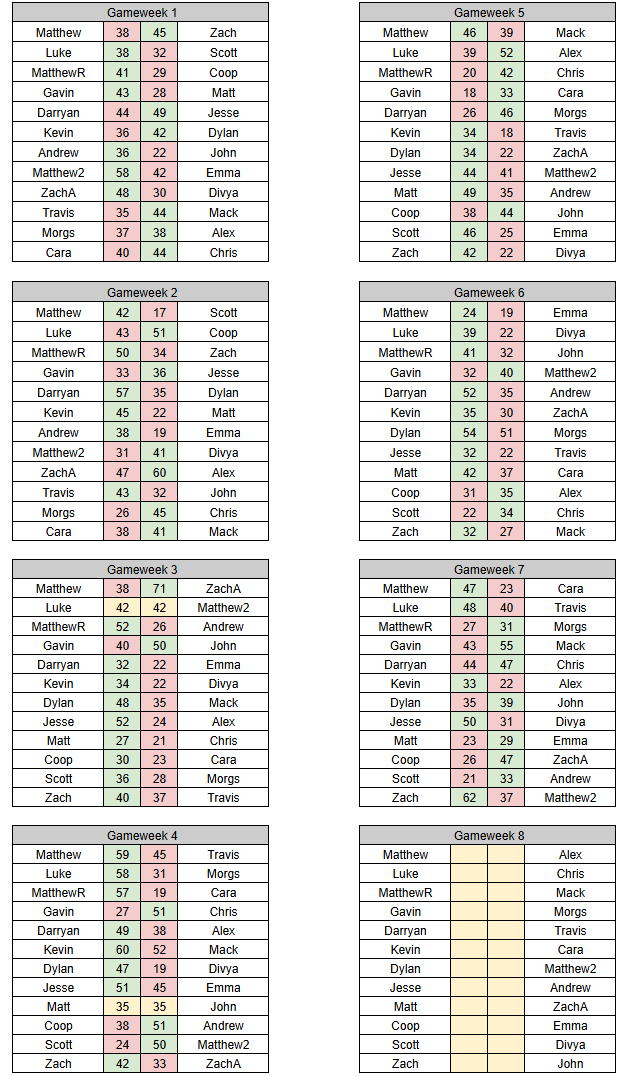 Gameweek 1
Matthew 38 45 Zach
Luke 38 32 Scott
MatthewR 41 29 Coop
Gavin 43 28 Matt
Darryan 44 49 Jesse
Kevin 36 42 Dylan
Andrew 36 22 John
Matthew2 58 42 Emma
ZachA 48 30 Divya
Travis 35 44 Mack
Morgs 37 38 Alex
Cara 40 44 Chris
Gameweek 2
Matthew 42 17 Scott
Luke 43 51 Coop
MatthewR 50 34 Zach
Gavin 33 36 Jesse
Darryan 57 35 Dylan
Kevin 45 22 Matt
Andrew 38 19 Emma
Matthew2 31 41 Divya
ZachA 47 60 Alex
Travis 43 32 John
Morgs 26 45 Chris
Cara 38 41 Mack
Gameweek 3
Matthew 38 71 ZachA
Luke 42 42 Matthew2
MatthewR 52 26 Andrew
Gavin 40 50 John
Darryan 32 22 Emma
Kevin 34 22 Divya
Dylan 48 35 Mack
Jesse 52 24 Alex
Matt 27 21 Chris
Coop 30 23 Cara
Scott 36 28 Morgs
Zach 40 37 Travis
Gameweek 4
Matthew 59 45 Travis
Luke 58 31 Morgs
MatthewR 57 19 Cara
Gavin 27 51 Chris
Darryan 49 38 Alex
Kevin 60 52 Mack
Dylan 47 19 Divya
Jesse 51 45 Emma
Matt 35 35 John
Coop 38 51 Andrew
Scott 24 50 Matthew2
Zach 42 33 ZachA
Gameweek 5
Matthew 46 39 Mack
Luke 39 52 Alex
MatthewR 20 42 Chris
Gavin 18 33 Cara
Darryan 26 46 Morgs
Kevin 34 18 Travis
Dylan 34 22 ZachA
Jesse 44 41 Matthew2
Matt 49 35 Andrew
Coop 38 44 John
Scott 46 25 Emma
Zach 42 22 Divya
Gameweek 6
Matthew 24 19 Emma
Luke 39 22 Divya
MatthewR 41 32 John
Gavin 32 40 Matthew2
Darryan 52 35 Andrew
Kevin 35 30 ZachA
Dylan 54 51 Morgs
Jesse 32 22 Travis
Matt 42 37 Cara
Coop 31 35 Alex
Scott 22 34 Chris
Zach 32 27 Mack
Gameweek 7
Matthew 47 23 Cara
Luke 48 40 Travis
MatthewR 27 31 Morgs
Gavin 43 55 Mack
Darryan 44 47 Chris
Kevin 33 22 Alex
Dylan 35 39 John
Jesse 50 31 Divya
Matt 23 29 Emma
Coop 26 47 ZachA
Scott 21 33 Andrew
Zach 62 37 Matthew2
Gameweek 8
Matthew Alex
Luke Chris
MatthewR Mack
Gavin Morgs
Darryan Travis
Kevin Cara
Dylan Matthew2
Jesse Andrew
Matt ZachA
Coop Emma
Scott Divya
Zach John